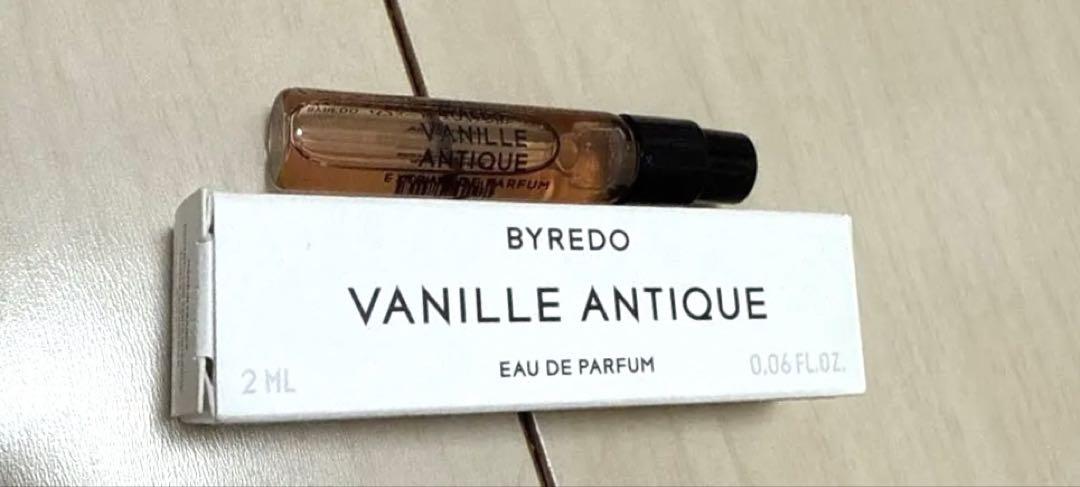 VANILLE
ANTIQUE
BYREDO
VANILLE ANTIQUE
EAU DE PARFUM
2 ML
0.06 FL.OZ.